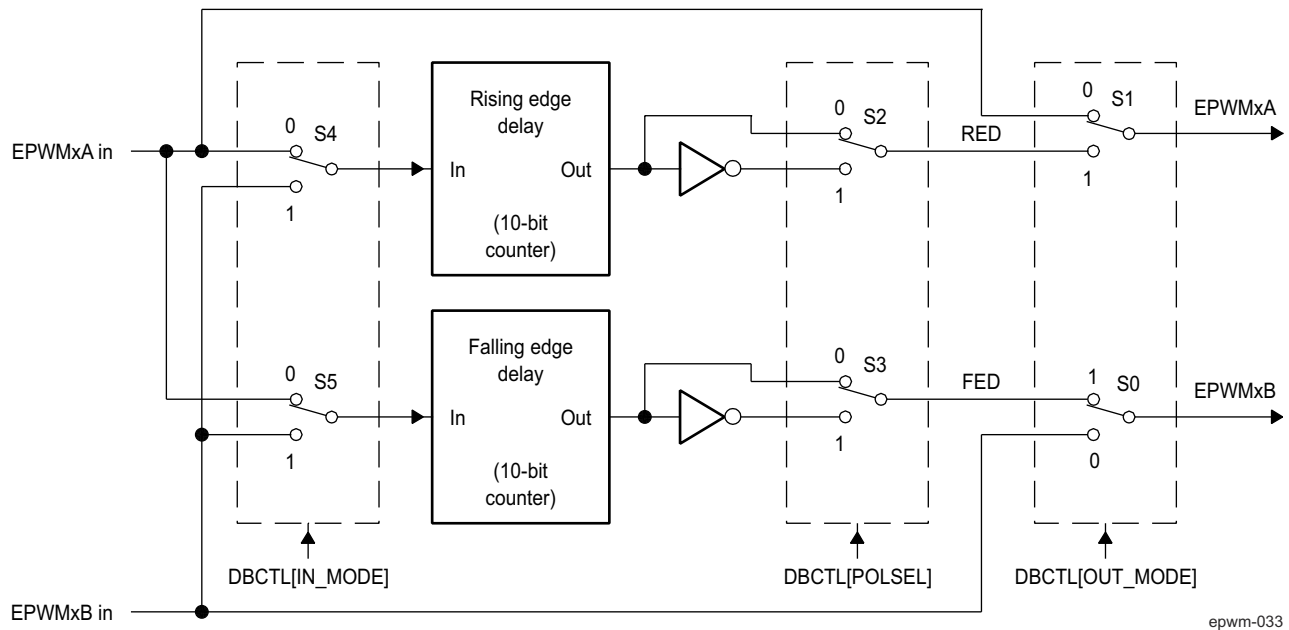 0
S4
EPWMxA in
1
Rising edge
delay
In
Out
(10-bit
counter)
0
S2
1
RED
0
S1
1
EPWMxA
0
S5
1
Falling edge
delay
In
Out
(10-bit
counter)
0
S3
1
FED
1
S0
0
EPWMxB
DBCTL[IN_MODE]
DBCTL[POLSEL]
DBCTL[OUT_MODE]
EPWMxB in
epwm-033